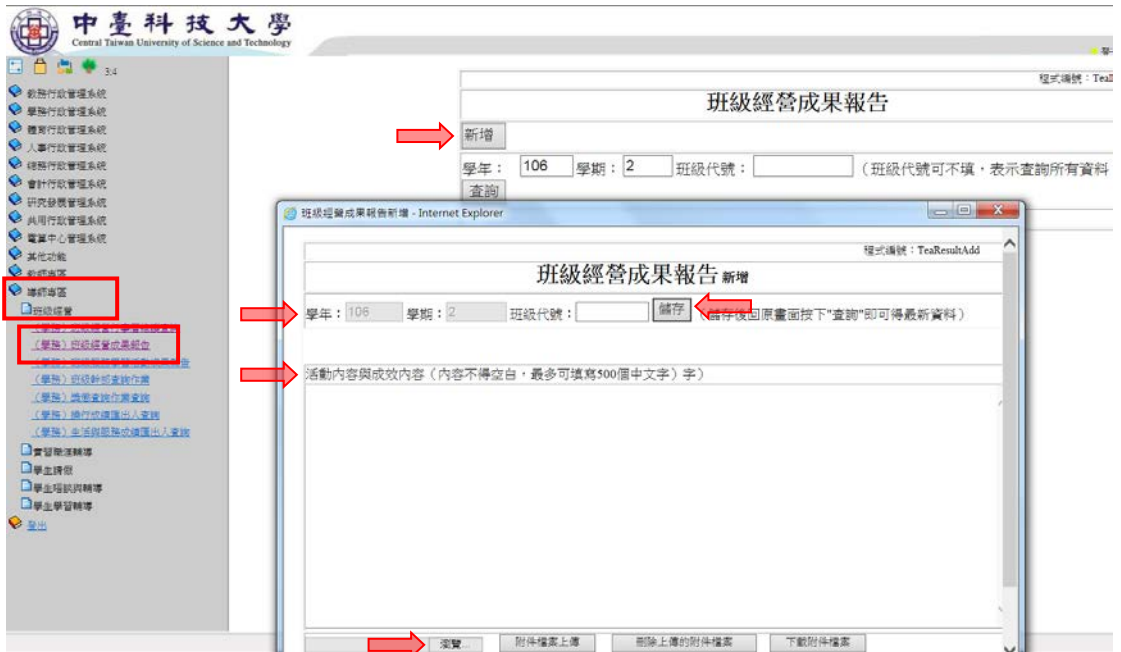 中臺科技大學
Central Taiwan University of Science and Technology
3:4
教務行政管理系統
學務行政管理系統
體育行政管理系統
人事行政管理系統
總務行政管理系統
會計行政管理系統
研究發展管理系統
共用行政管理系統
電算中心管理系統
其他功能
教師專區
導師專區
班級經營
（學務）班級經營成果報告
（學務）班級幹部查詢作業
（學務）獎懲查詢作業查詢
（學務）操行成績匯出入查詢
（學務）生活與服務成績匯出入查詢
實習職涯輔導
學生請假
學生晤談與輔導
學生學習輔導
登出
程式編號：Tea
班級經營成果報告
新增
學年： 106 學期： 2 班級代號： （班級代號可不填，表示查詢所有資料
查詢
班級經營成果報告新增 - Internet Explorer
程式編號：TeaResultAdd
班級經營成果報告 新增
學年： 106 學期： 2 班級代號： 儲存 （儲存後回原畫面按下"查詢"即可得最新資料）
活動內容與成效內容（內容不得空白，最多可填寫500個中文字）字）
瀏覽... 附件檔案上傳 刪除上傳的附件檔案 下載附件檔案